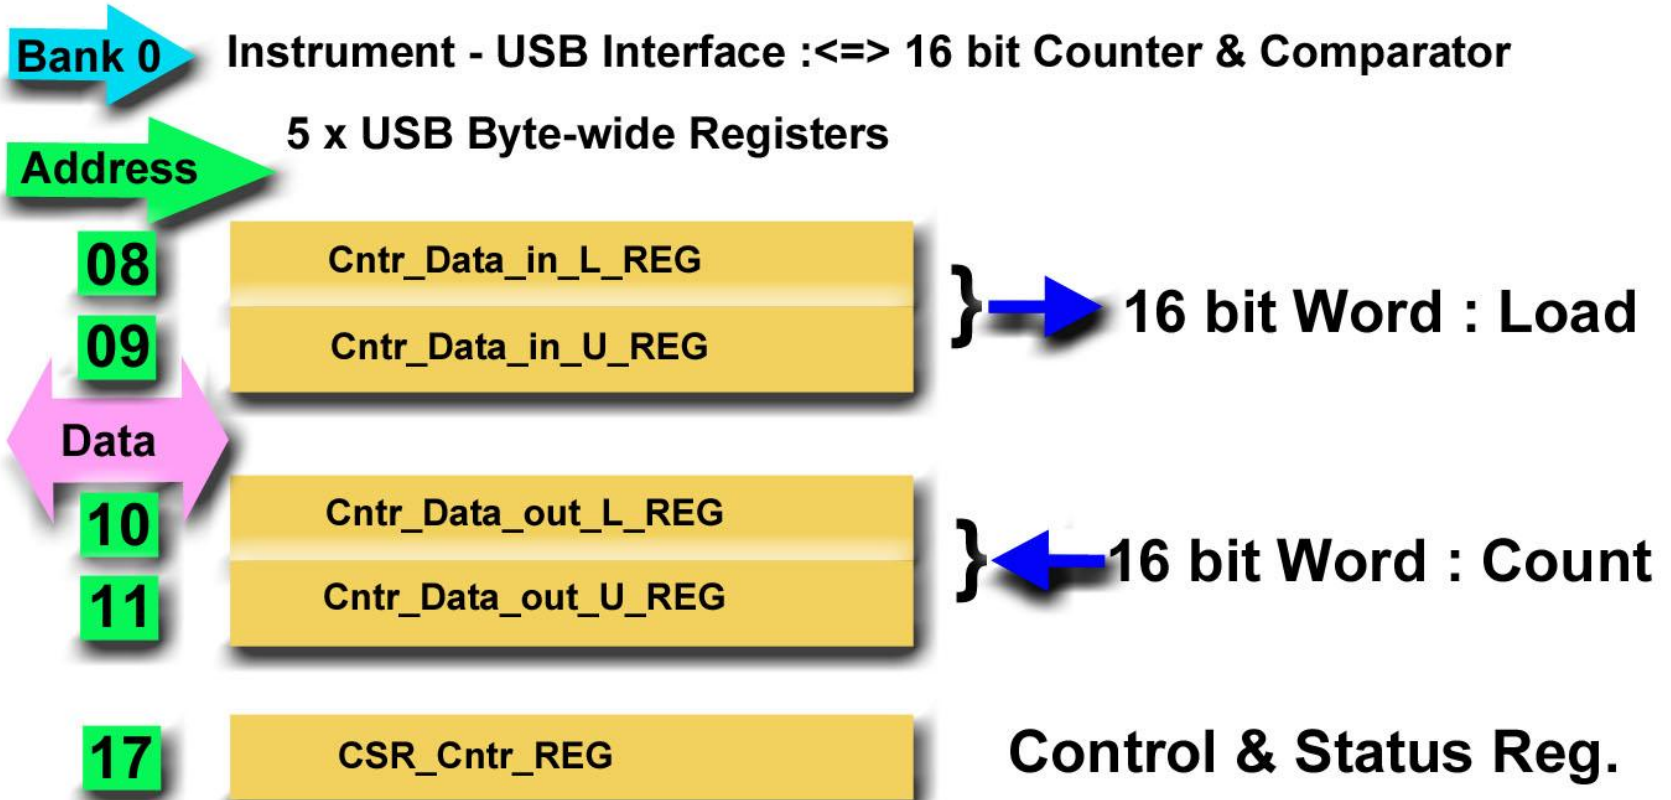 Bank 0
Instrument - USB Interface :<=> 16 bit Counter & Comparator
5 x USB Byte-wide Registers
Address
08
Cntr_Data_in_L_REG
09
Cntr_Data_in_U_REG
} 16 bit Word : Load
Data
10
Cntr_Data_out_L_REG
11
Cntr_Data_out_U_REG
} 16 bit Word : Count
17
CSR_Cntr_REG
Control & Status Reg.